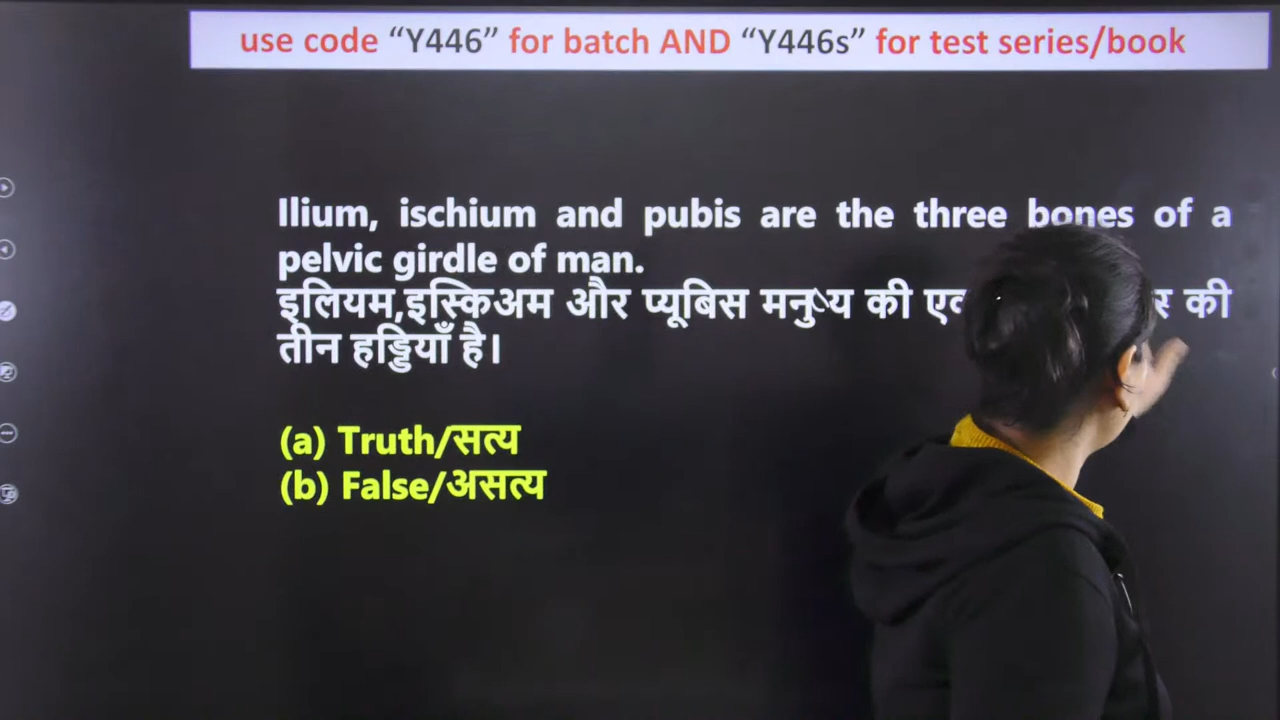 use code “Y446” for batch AND “Y446s” for test series/book
Ilium, ischium and pubis are the three bones of a
pelvic girdle of man.
इलियम,इस्किअम और प्यूबिस मनुष्य की की
तीन हड्डियाँ है।
(a) Truth/सत्य
(b) False/असत्य